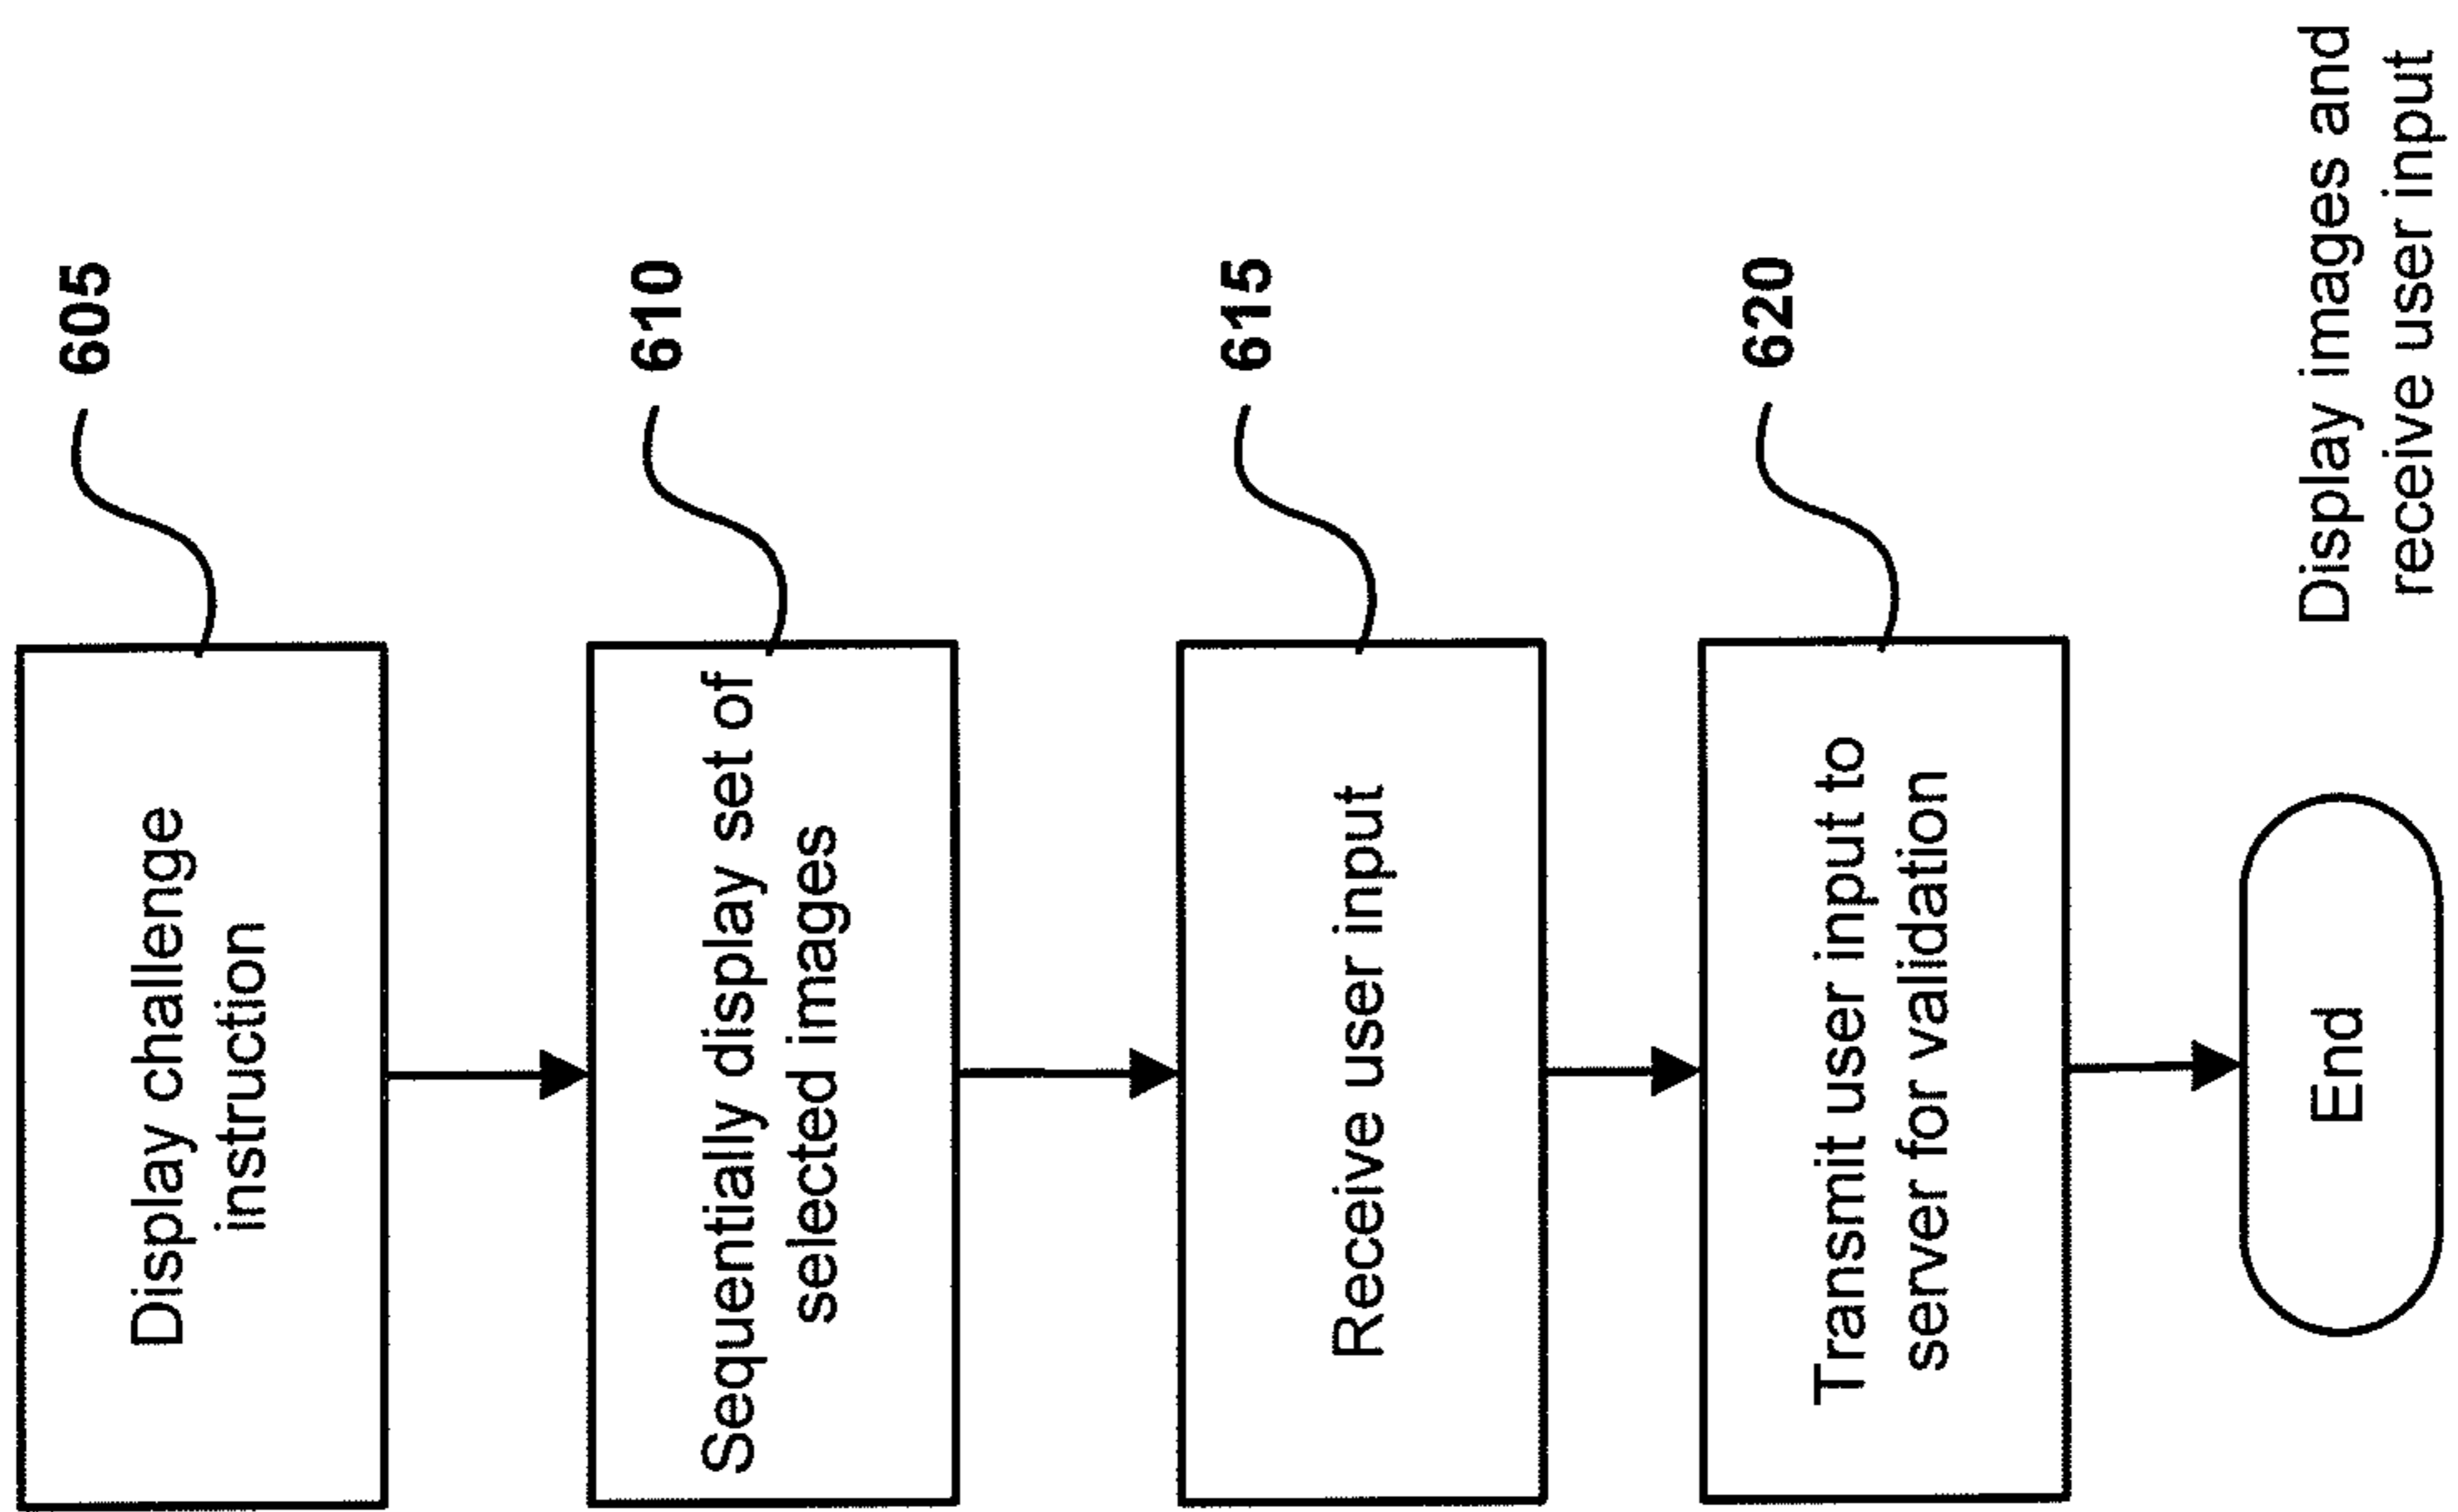 605
Display challenge
instruction
610
Sequentially display set of
selected images
615
Receive user input
620
Transmit user input to
server for validation
End
Display images and
receive user input